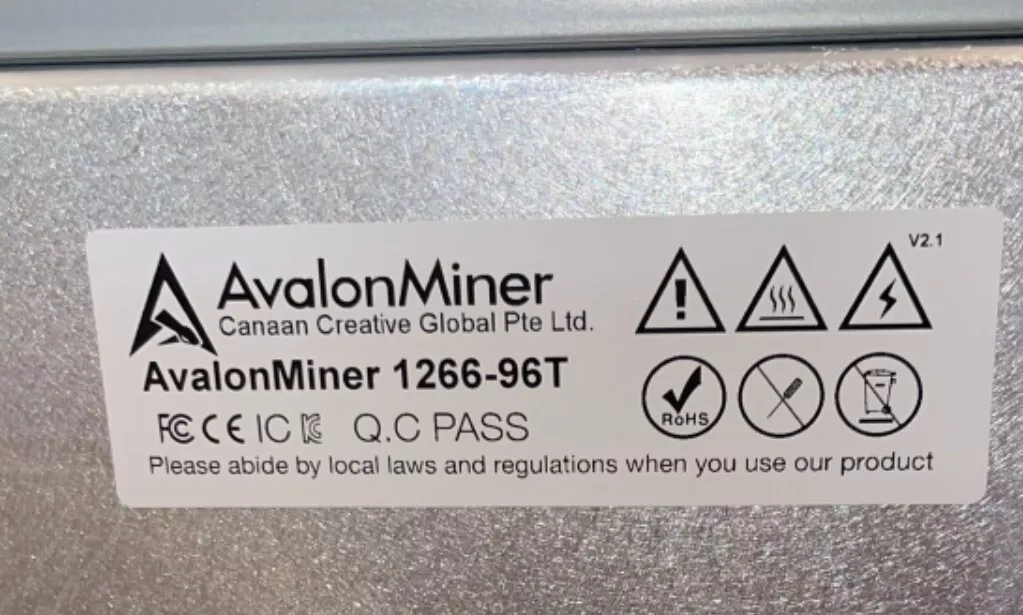 V2.1
AvalonMiner
Canaan Creative Global Pte Ltd.
AvalonMiner 1266-96T
FC CE IC KC Q.C PASS
RoHS
Please abide by local laws and regulations when you use our product